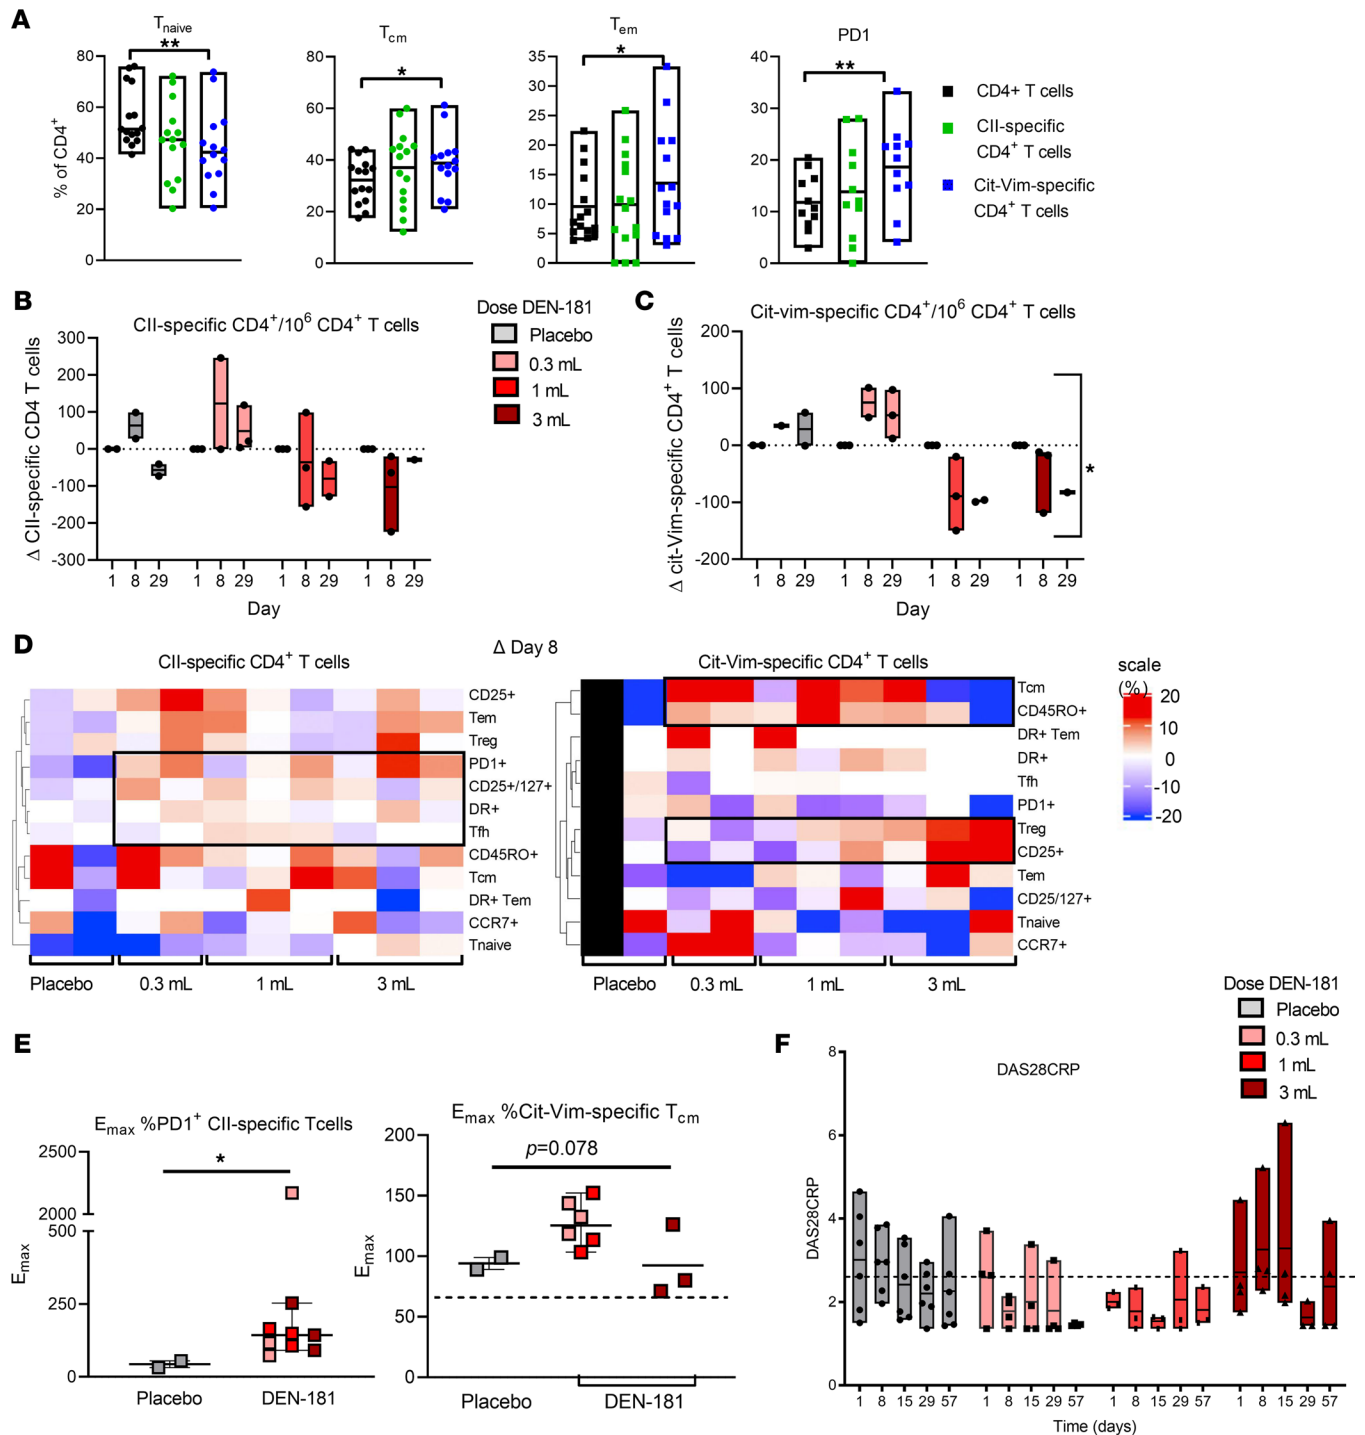 A
T_naive
T_cm
T_em
PD1
**
*
*
**
% of CD4⁺
80
60
40
20
0
80
60
40
20
0
35
30
25
20
15
10
5
0
40
30
20
10
0
CD4+ T cells
CII-specific
CD4⁺ T cells
Cit-Vim-specific
CD4⁺ T cells
B
CII-specific CD4⁺/10⁶ CD4⁺ T cells
Δ CII-specific CD4 T cells
300
200
100
0
-100
-200
-300
1 8 29 1 8 29 1 8 29 1 8 29
Day
Dose DEN-181
Placebo
0.3 mL
1 mL
3 mL
C
Cit-vim-specific CD4⁺/10⁶ CD4⁺ T cells
Δ cit-Vim-specific CD4⁺ T cells
200
100
0
-100
-200
*
1 8 29 1 8 29 1 8 29 1 8 29
Day
D
Δ Day 8
CII-specific CD4⁺ T cells
CD25+
Tem
Treg
PD1+
CD25+/127+
DR+
Tfh
CD45RO+
Tcm
DR+ Tem
CCR7+
Tnaive
Placebo 0.3 mL 1 mL 3 mL
Cit-Vim-specific CD4⁺ T cells
Tcm
CD45RO+
DR+ Tem
DR+
Tfh
PD1+
Treg
CD25+
Tem
CD25/127+
Tnaive
CCR7+
Placebo 0.3 mL 1 mL 3 mL
scale
(%)
20
10
0
-10
-20
E
E_max %PD1⁺ CII-specific Tcells
*
E_max
2500
2000
500
250
0
Placebo DEN-181
E_max %Cit-Vim-specific T_cm
p=0.078
E_max
200
150
100
50
0
Placebo DEN-181
F
DAS28CRP
DAS28CRP
8
6
4
2
0
1 8 15 29 57 1 8 15 29 57 1 8 15 29 57 1 8 15 29 57
Time (days)
Dose DEN-181
Placebo
0.3 mL
1 mL
3 mL